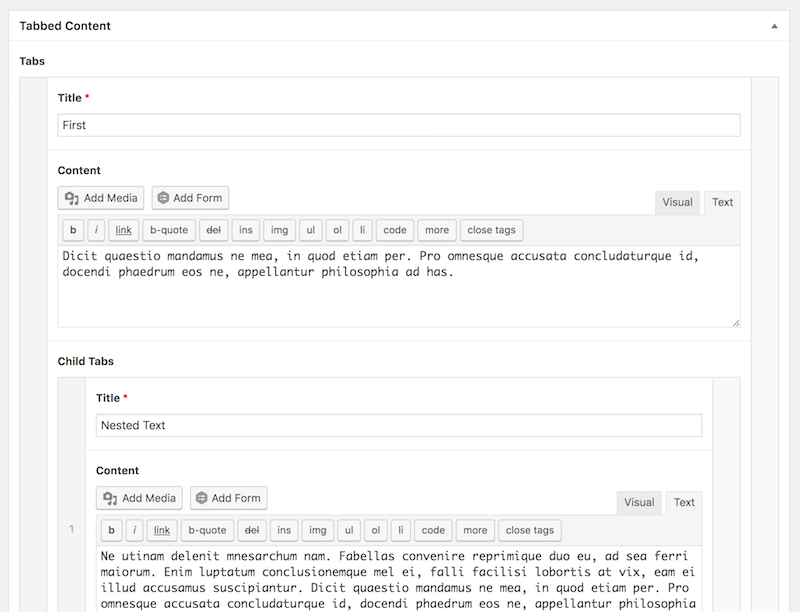 Tabbed Content
Tabs
Title *
First
Content
Add Media Add Form Visual Text
b i link b-quote del ins img ul ol li code more close tags
Dicit quaestio mandamus ne mea, in quod etiam per. Pro omnesque accusata concludaturque id,
docendi phaedrum eos ne, appellantur philosophia ad has.
Child Tabs
Title *
Nested Text
Content
Add Media Add Form Visual Text
1 b i link b-quote del ins img ul ol li code more close tags
Ne utinam delenit mnesarchum nam. Fabellas convenire reprimique duo eu, ad sea ferri
maiorum. Enim luptatum conclusionemque mel ei, falli facilisi lobortis at vix, eam ei
illud accusamus suscipiantur. Dicit quaestio mandamus ne mea, in quod etiam per. Pro
omnesque accusata concludaturque id, docendi phaedrum eos ne, appellantur philosophia